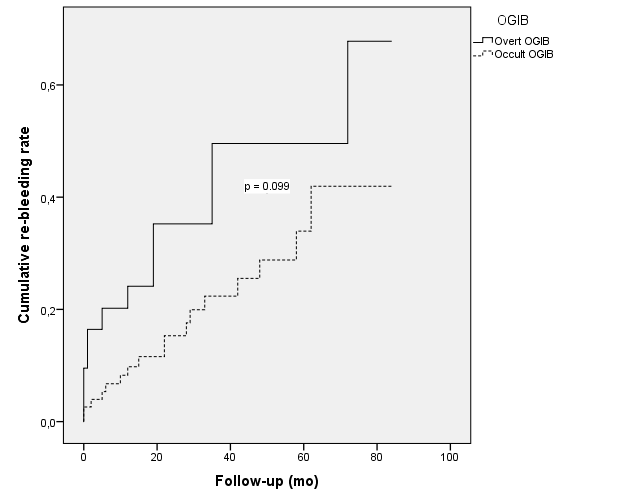 OGIB
Overt OGIB
Occult OGIB
Cumulative re-bleeding rate
0,6
0,4
0,2
0,0
p = 0.099
0 20 40 60 80 100
Follow-up (mo)